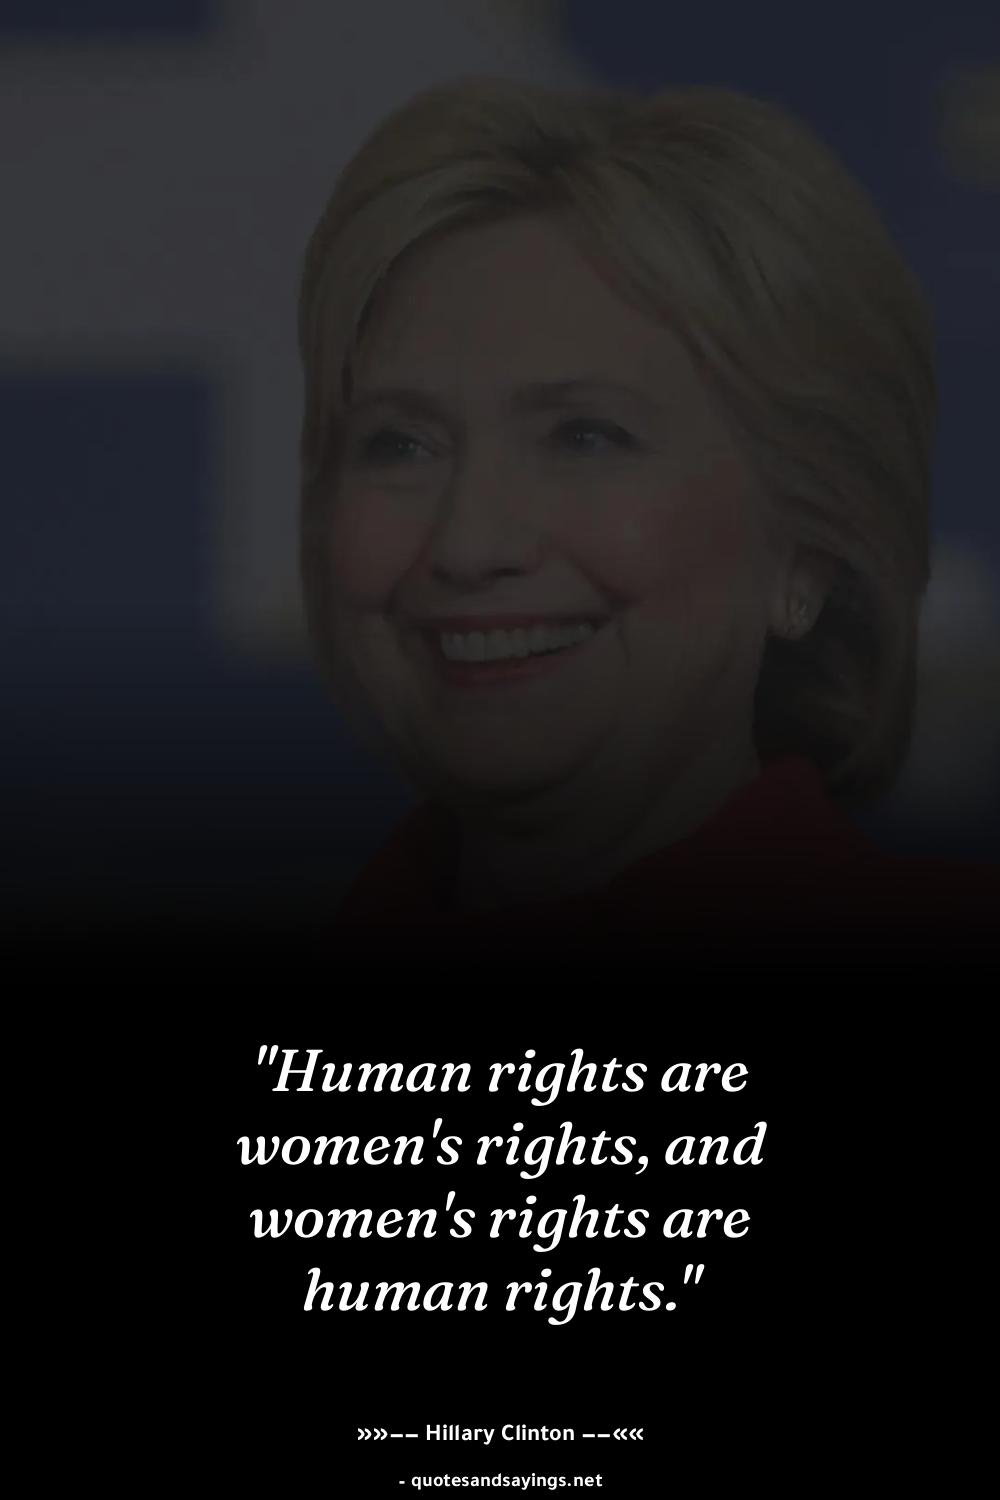 "Human rights are
women's rights, and
women's rights are
human rights."
»»−− Hillary Clinton −−««
- quotesandsayings.net